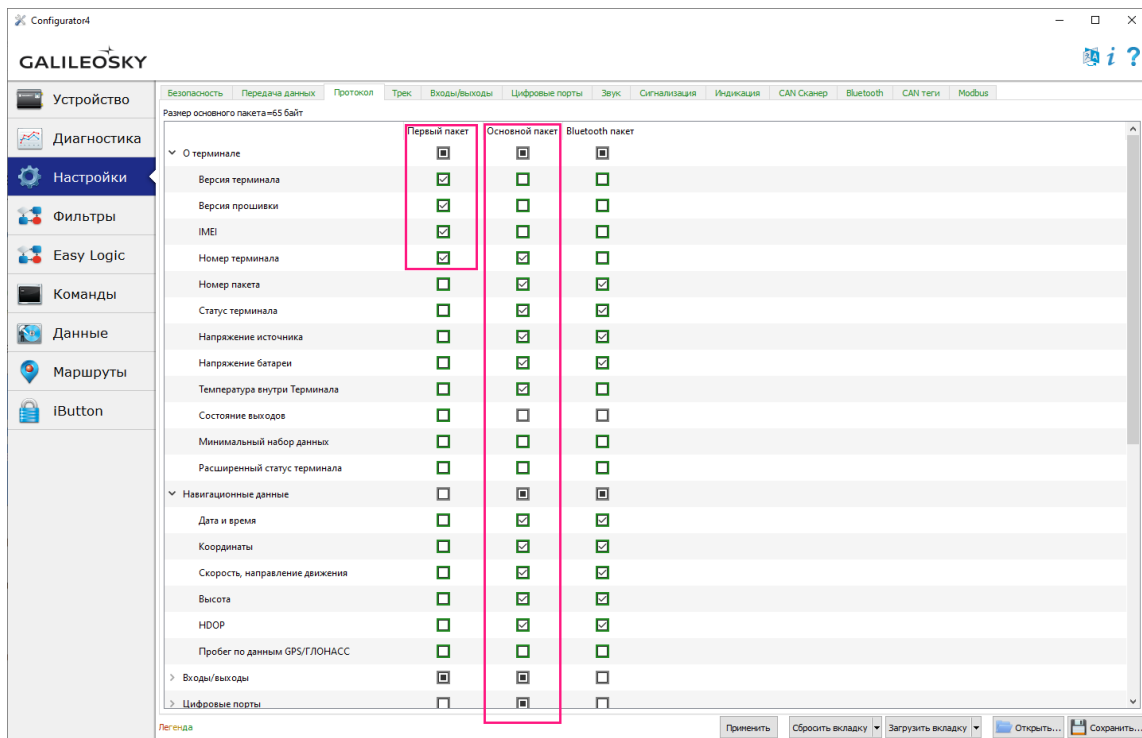 Configurator4
GALILEOSKY
Устройство
Диагностика
Настройки
Фильтры
Easy Logic
Команды
Данные
Маршруты
iButton
Безопасность Передача данных Протокол Трек Входы/выходы Цифровые порты Звук Сигнализация Индикация CAN Сканер Bluetooth CAN теги Modbus
Размер основного пакета=65 байт
Первый пакет Основной пакет Bluetooth пакет
О терминале
Версия терминала
Версия прошивки
IMEI
Номер терминала
Номер пакета
Статус терминала
Напряжение источника
Напряжение батареи
Температура внутри Терминала
Состояние выходов
Минимальный набор данных
Расширенный статус терминала
Навигационные данные
Дата и время
Координаты
Скорость, направление движения
Высота
HDOP
Пробег по данным GPS/ГЛОНАСС
Входы/выходы
Цифровые порты
Легенда
Применить Сбросить вкладку Загрузить вкладку Открыть... Сохранить...